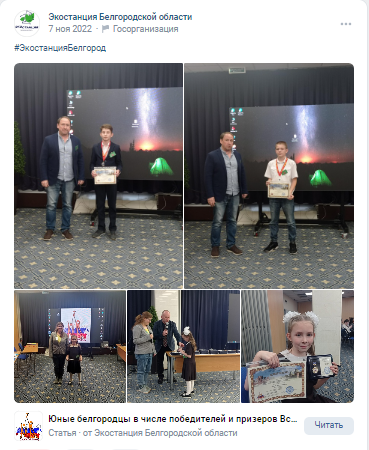 Экостанция Белгородской области
7 ноя 2022 · Госорганизация
#ЭкостанцияБелгород
Юные белгородцы в числе победителей и призеров Вс...
Статья · от Экостанция Белгородской области
Читать